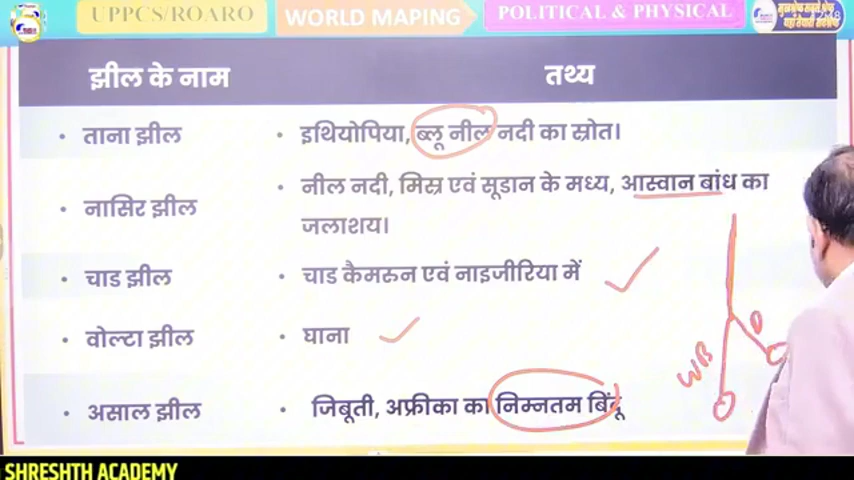 UPPCS/ROARO
WORLD MAPING
POLITICAL & PHYSICAL
झील के नाम
तथ्य
• ताना झील
• इथियोपिया, ब्लू नील नदी का स्रोत।
• नासिर झील
• नील नदी, मिस्र एवं सूडान के मध्य, आस्वान बांध का
जलाशय।
• चाड झील
• चाड कैमरुन एवं नाइजीरिया में
• वोल्टा झील
• घाना
• असाल झील
• जिबूती, अफ्रीका का निम्नतम बिंदू
WB
SHRESHTH ACADEMY